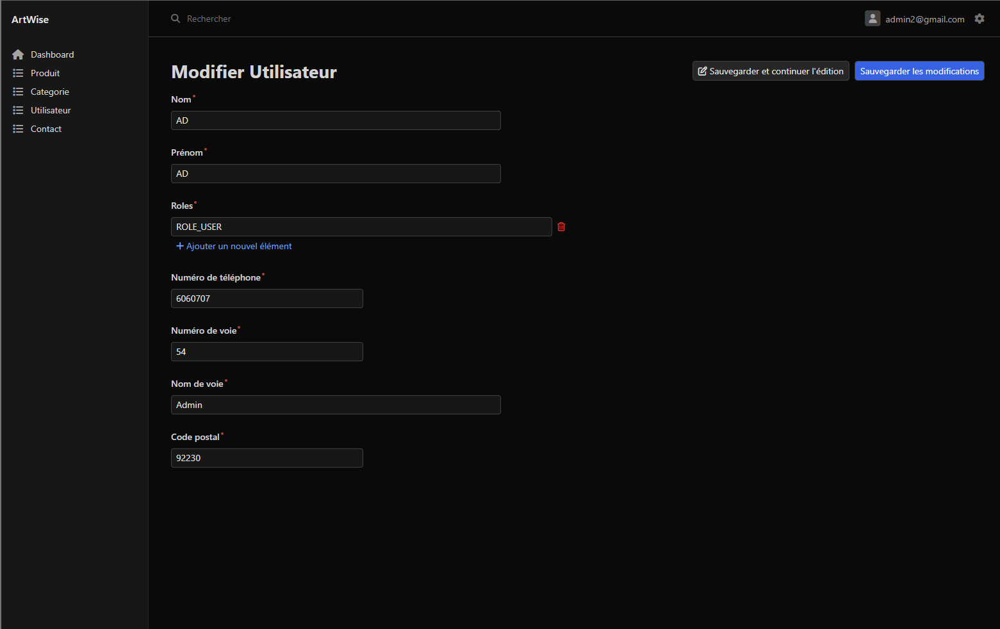 ArtWise
Dashboard
Produit
Categorie
Utilisateur
Contact
Rechercher
admin2@gmail.com
Modifier Utilisateur
Sauvegarder et continuer l'édition
Sauvegarder les modifications
Nom
AD
Prénom
AD
Roles
ROLE_USER
+ Ajouter un nouvel élément
Numéro de téléphone
6060707
Numéro de voie
54
Nom de voie
Admin
Code postal
92230